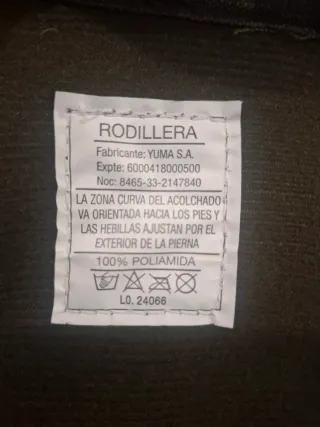 RODILLERA
Fabricante: YUMA S.A.
Expte: 6000418000500
Noc: 8465-33-2147840
LA ZONA CURVA DEL ACOLCHADO
VA ORIENTADA HACIA LOS PIES Y
LAS HEBILLAS AJUSTAN POR EL
EXTERIOR DE LA PIERNA
100% POLIAMIDA
LO. 24066